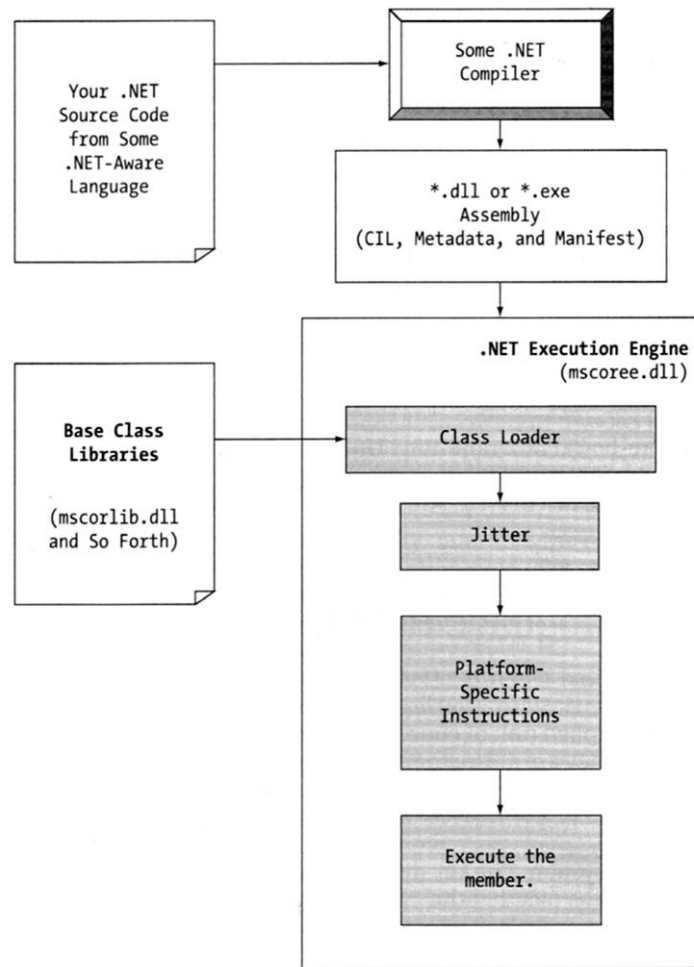 Your .NET
Source Code
from Some
.NET-Aware
Language
Some .NET
Compiler
*.dll or *.exe
Assembly
(CIL, Metadata, and Manifest)
.NET Execution Engine
(mscoree.dll)
Base Class
Libraries
(mscorlib.dll
and So Forth)
Class Loader
Jitter
Platform-
Specific
Instructions
Execute the
member.